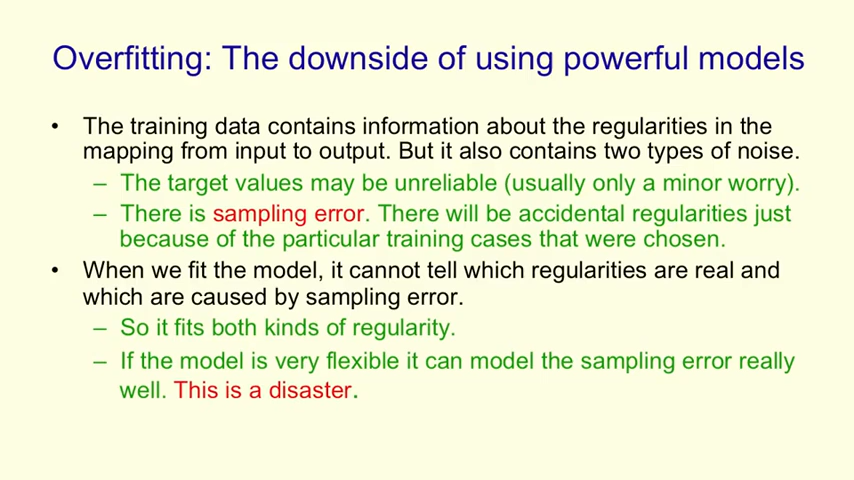 Overfitting: The downside of using powerful models
• The training data contains information about the regularities in the
mapping from input to output. But it also contains two types of noise.
– The target values may be unreliable (usually only a minor worry).
– There is sampling error. There will be accidental regularities just
because of the particular training cases that were chosen.
• When we fit the model, it cannot tell which regularities are real and
which are caused by sampling error.
– So it fits both kinds of regularity.
– If the model is very flexible it can model the sampling error really
well. This is a disaster.